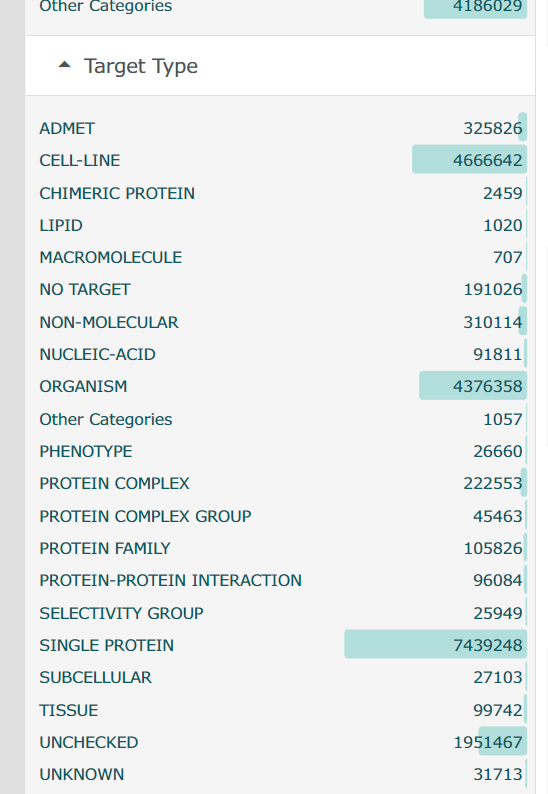 Other Categories 4186029
Target Type
ADMET 325826
CELL-LINE 4666642
CHIMERIC PROTEIN 2459
LIPID 1020
MACROMOLECULE 707
NO TARGET 191026
NON-MOLECULAR 310114
NUCLEIC-ACID 91811
ORGANISM 4376358
Other Categories 1057
PHENOTYPE 26660
PROTEIN COMPLEX 222553
PROTEIN COMPLEX GROUP 45463
PROTEIN FAMILY 105826
PROTEIN-PROTEIN INTERACTION 96084
SELECTIVITY GROUP 25949
SINGLE PROTEIN 7439248
SUBCELLULAR 27103
TISSUE 99742
UNCHECKED 1951467
UNKNOWN 31713